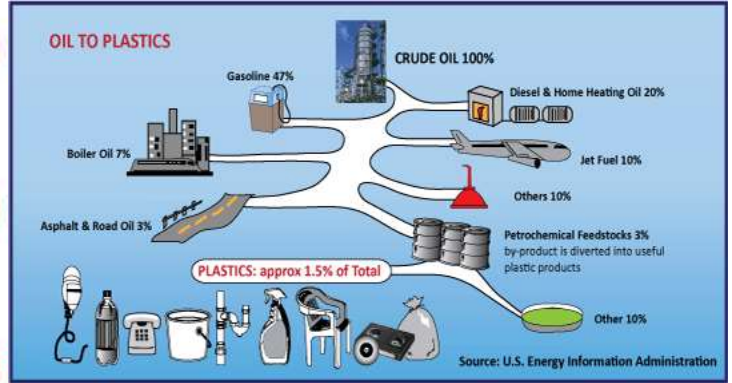 OIL TO PLASTICS
CRUDE OIL 100%
Gasoline 47%
Diesel & Home Heating Oil 20%
Boiler Oil 7%
Jet Fuel 10%
Others 10%
Asphalt & Road Oil 3%
Petrochemical Feedstocks 3%
by-product is diverted into useful
plastic products
PLASTICS: approx 1.5% of Total
Other 10%
Source: U.S. Energy Information Administration